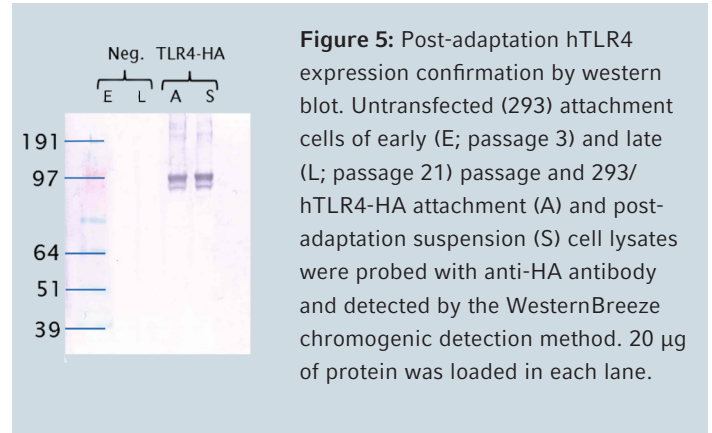 Neg. TLR4-HA
E L A S
191
97
64
51
39
Figure 5: Post-adaptation hTLR4
expression confirmation by western
blot. Untransfected (293) attachment
cells of early (E; passage 3) and late
(L; passage 21) passage and 293/
hTLR4-HA attachment (A) and post-
adaptation suspension (S) cell lysates
were probed with anti-HA antibody
and detected by the WesternBreeze
chromogenic detection method. 20 µg
of protein was loaded in each lane.